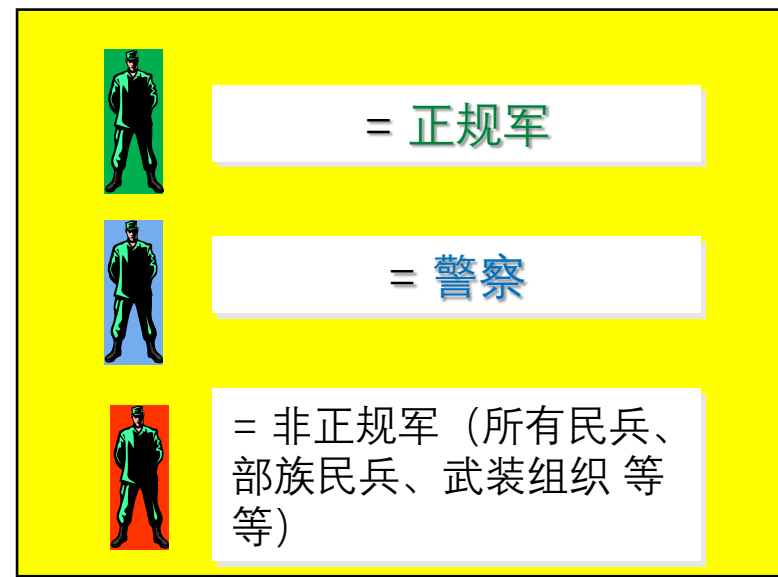 = 正规军
= 警察
= 非正规军（所有民兵、
部族民兵、武装组织 等
等）